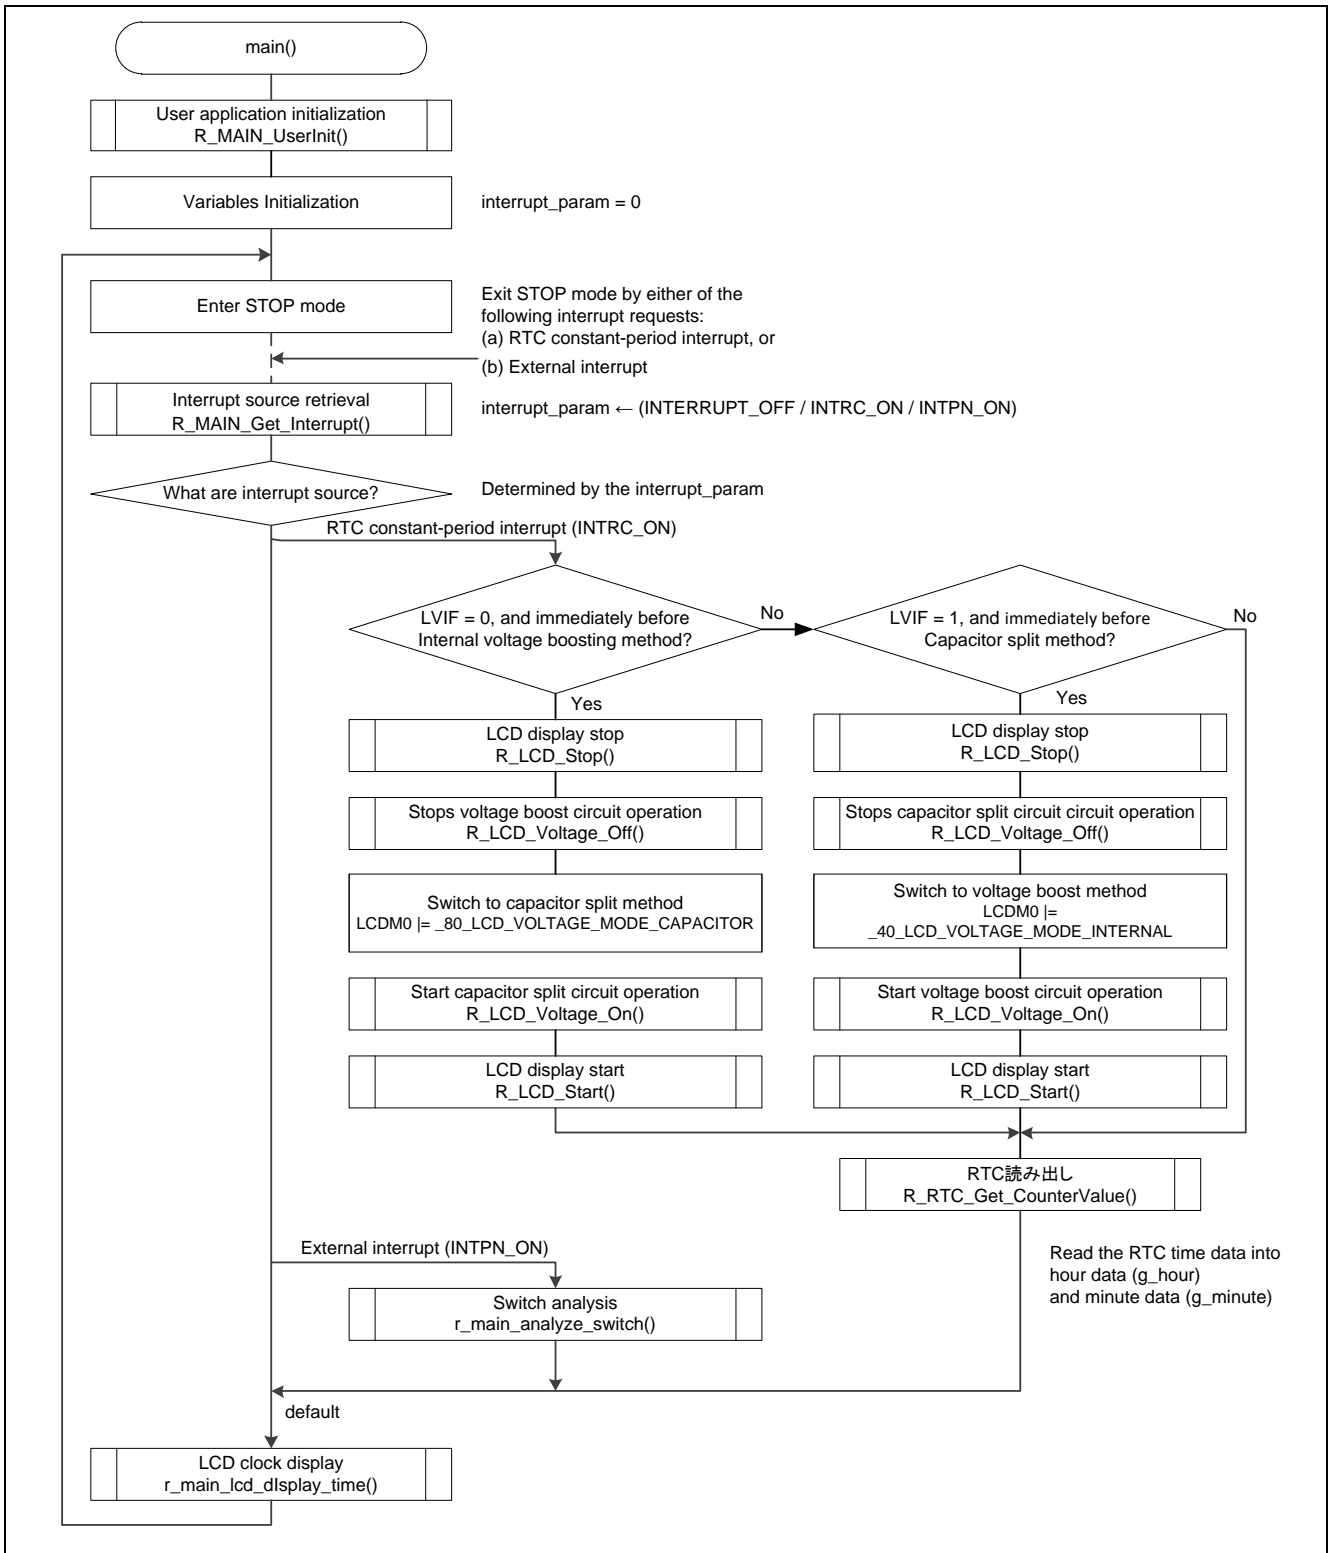 main()
User application initialization
R_MAIN_UserInit()
Variables Initialization
interrupt_param = 0
Enter STOP mode
Exit STOP mode by either of the
following interrupt requests:
(a) RTC constant-period interrupt, or
(b) External interrupt
Interrupt source retrieval
R_MAIN_Get_Interrupt()
interrupt_param ← (INTERRUPT_OFF / INTRC_ON / INTPN_ON)
What are interrupt source?
Determined by the interrupt_param
RTC constant-period interrupt (INTRC_ON)
LVIF = 0, and immediately before
Internal voltage boosting method?
No
LVIF = 1, and immediately before
Capacitor split method?
No
Yes
Yes
LCD display stop
R_LCD_Stop()
LCD display stop
R_LCD_Stop()
Stops voltage boost circuit operation
R_LCD_Voltage_Off()
Stops capacitor split circuit circuit operation
R_LCD_Voltage_Off()
Switch to capacitor split method
LCDM0 |= _80_LCD_VOLTAGE_MODE_CAPACITOR
Switch to voltage boost method
LCDM0 |=
_40_LCD_VOLTAGE_MODE_INTERNAL
Start capacitor split circuit operation
R_LCD_Voltage_On()
Start voltage boost circuit operation
R_LCD_Voltage_On()
LCD display start
R_LCD_Start()
LCD display start
R_LCD_Start()
RTC読み出し
R_RTC_Get_CounterValue()
External interrupt (INTPN_ON)
Read the RTC time data into
hour data (g_hour)
and minute data (g_minute)
Switch analysis
r_main_analyze_switch()
default
LCD clock display
r_main_lcd_dIsplay_time()